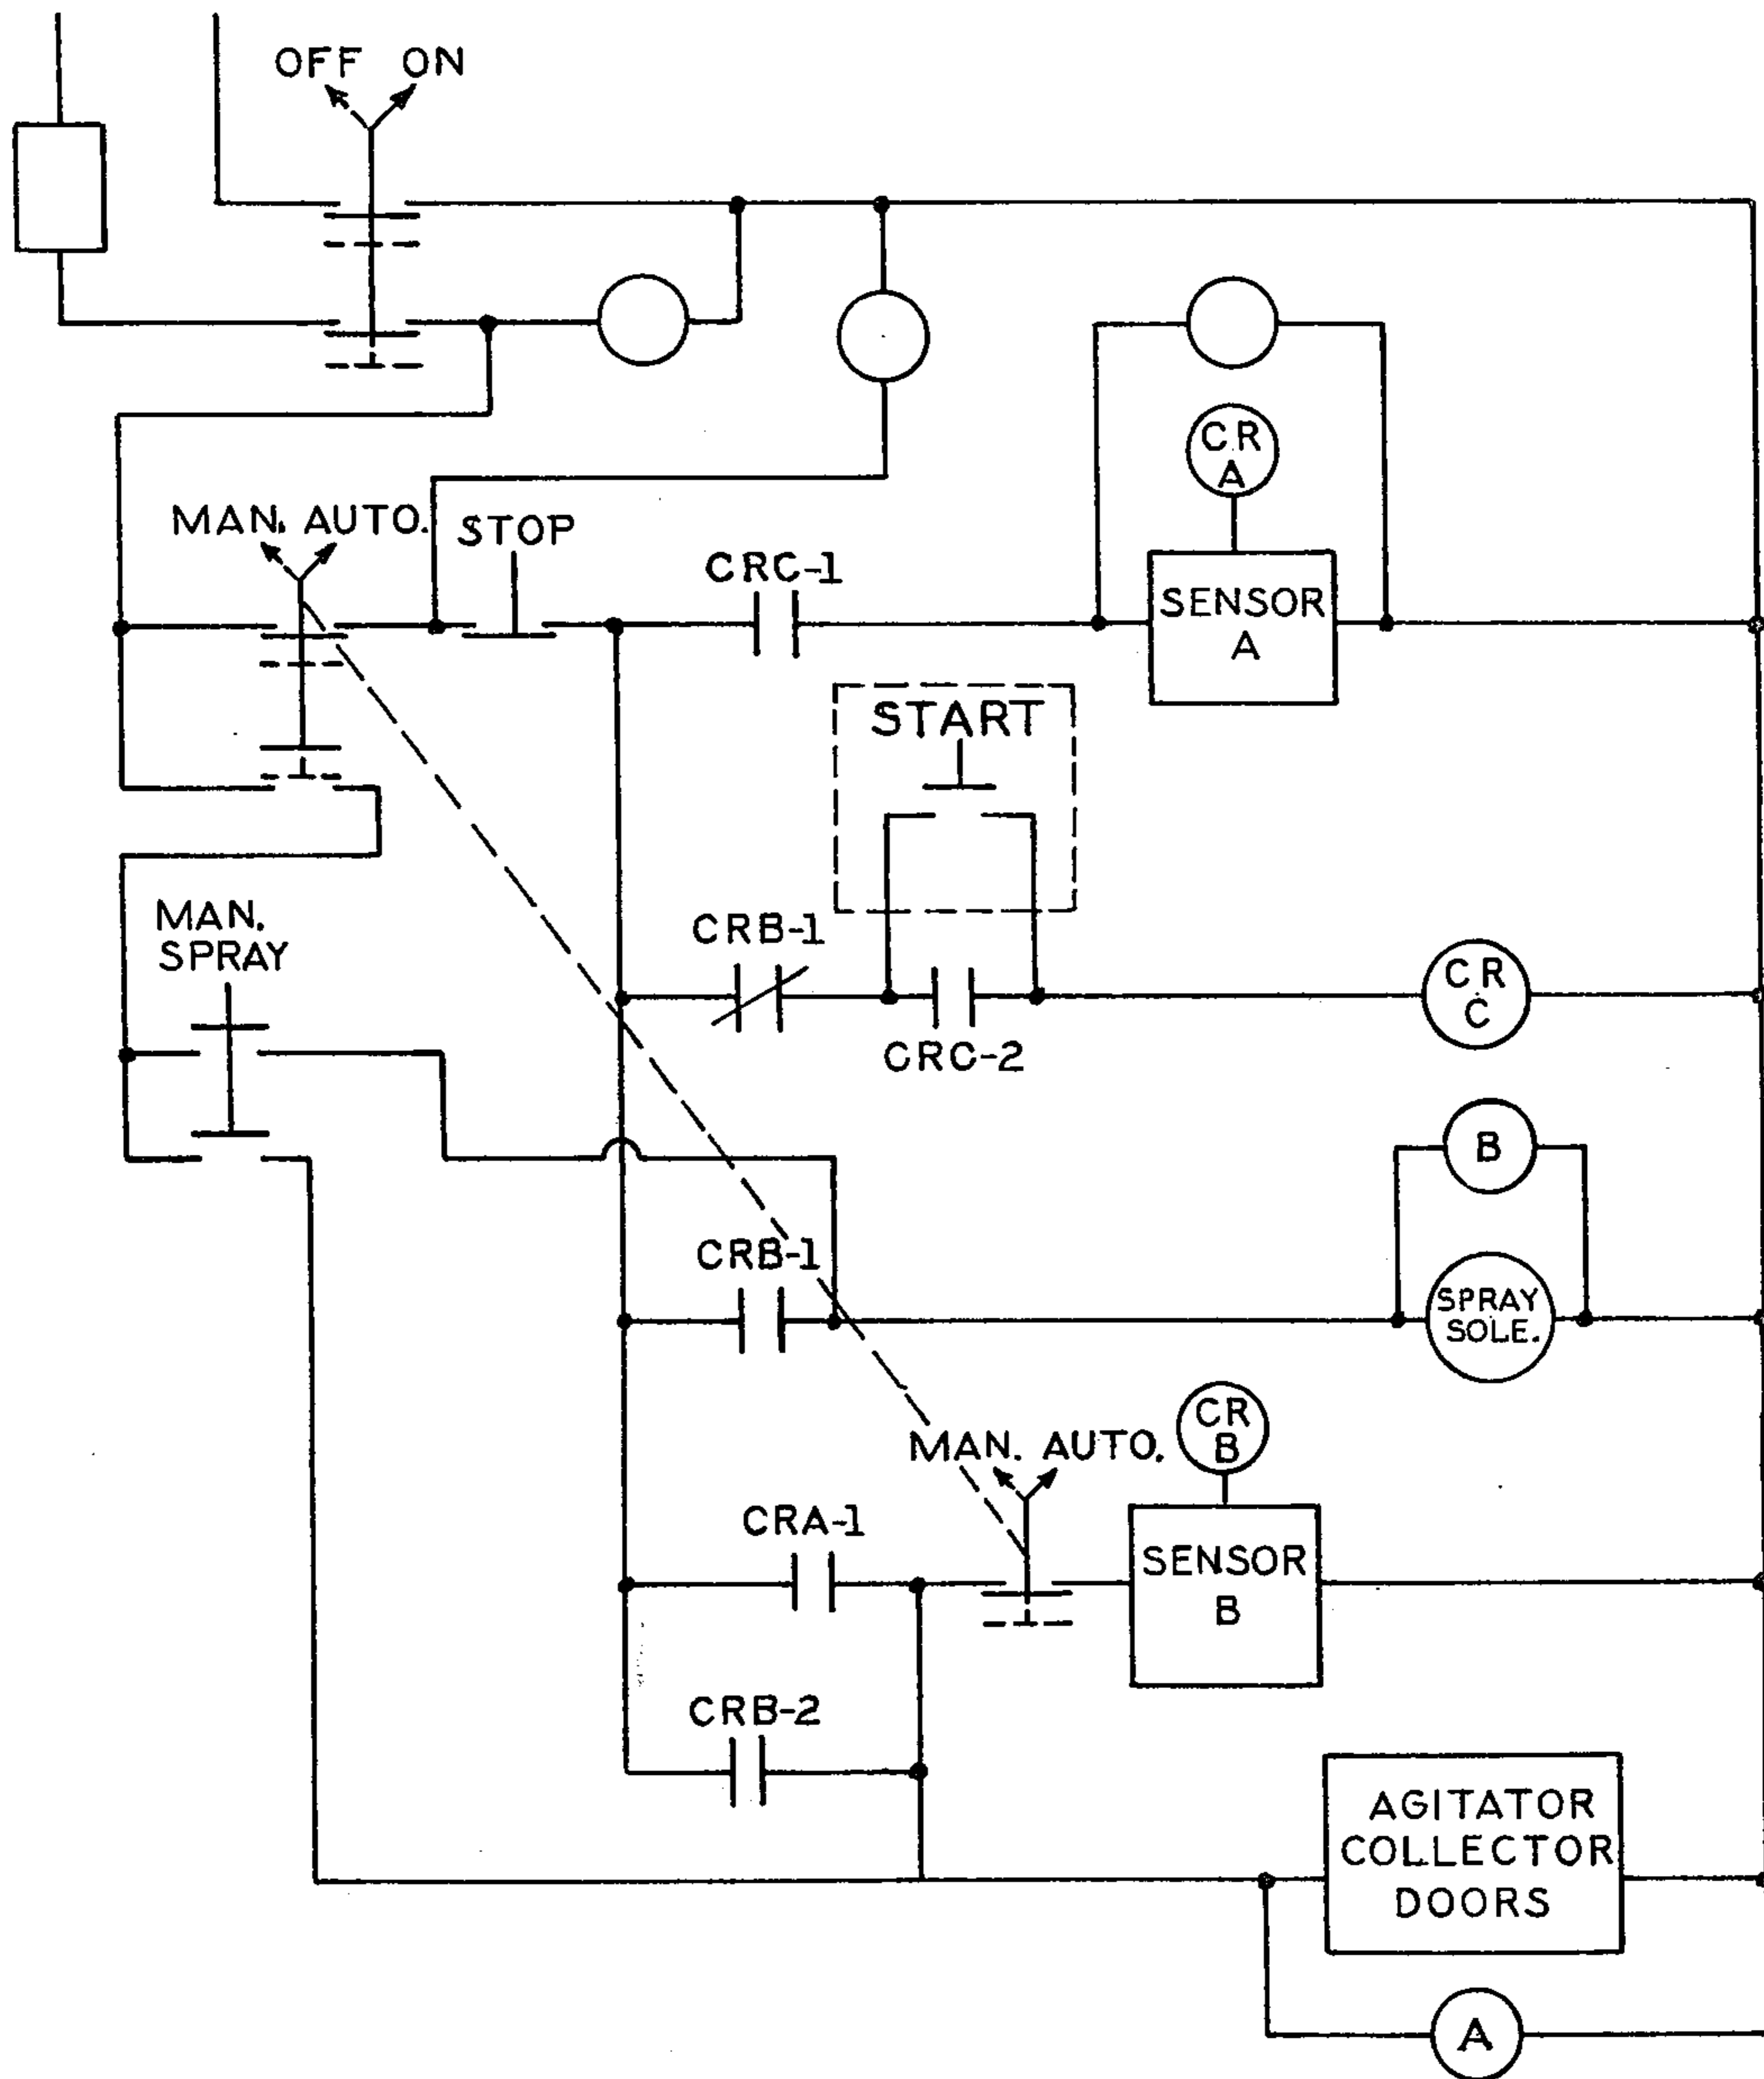 OFF ON
CR
A
MAN. AUTO.
STOP
CRC-1
SENSOR
A
START
MAN.
SPRAY
CRB-1
CR
C
CRC-2
B
CRB-1
SPRAY
SOLE.
CR
B
MAN. AUTO.
CRA-1
SENSOR
B
CRB-2
AGITATOR
COLLECTOR
DOORS
A